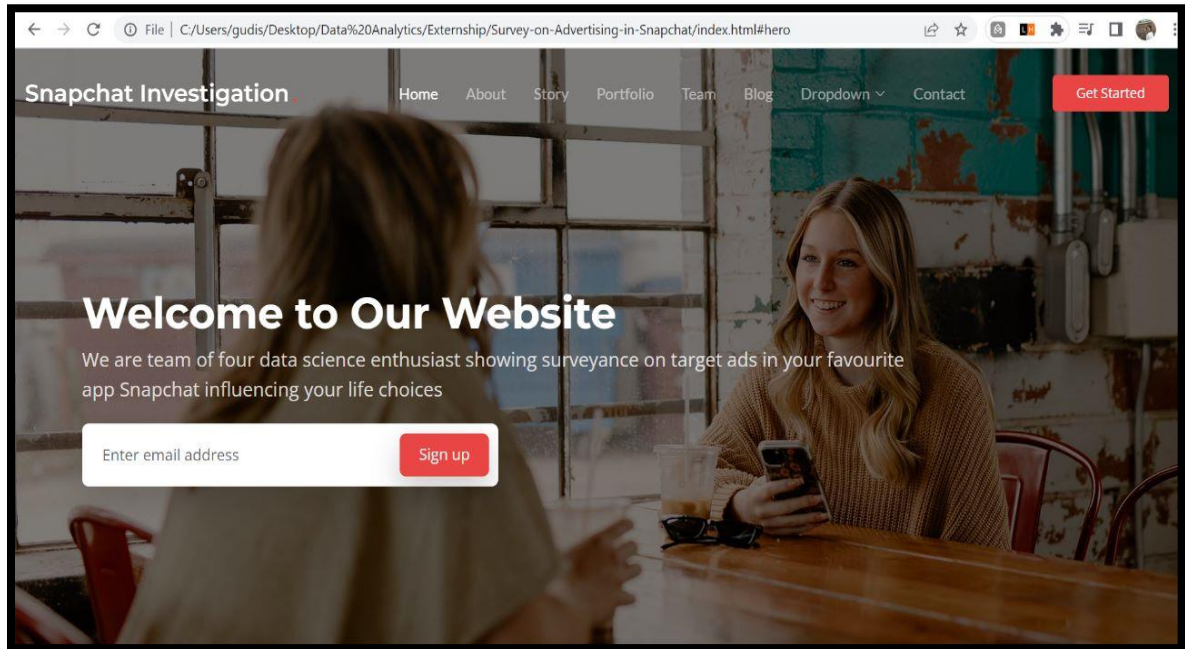 File | C:/Users/gudis/Desktop/Data%20Analytics/Externship/Survey-on-Advertising-in-Snapchat/index.html#hero
Snapchat Investigation. Home About Story Portfolio Team Blog Dropdown Contact Get Started
Welcome to Our Website
We are team of four data science enthusiast showing surveyance on target ads in your favourite
app Snapchat influencing your life choices
Enter email address Sign up